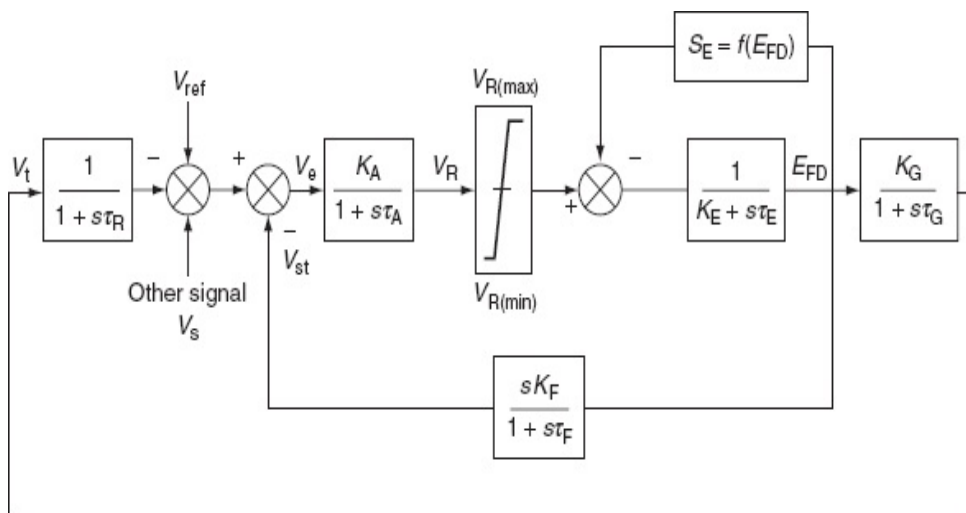 S_E = f(E_FD)
V_ref
V_R(max)
V_t
1
1 + sτ_R
−
+
V_e
K_A
1 + sτ_A
V_R
+
−
1
K_E + sτ_E
E_FD
K_G
1 + sτ_G
−
V_st
Other signal
V_s
V_R(min)
sK_F
1 + sτ_F